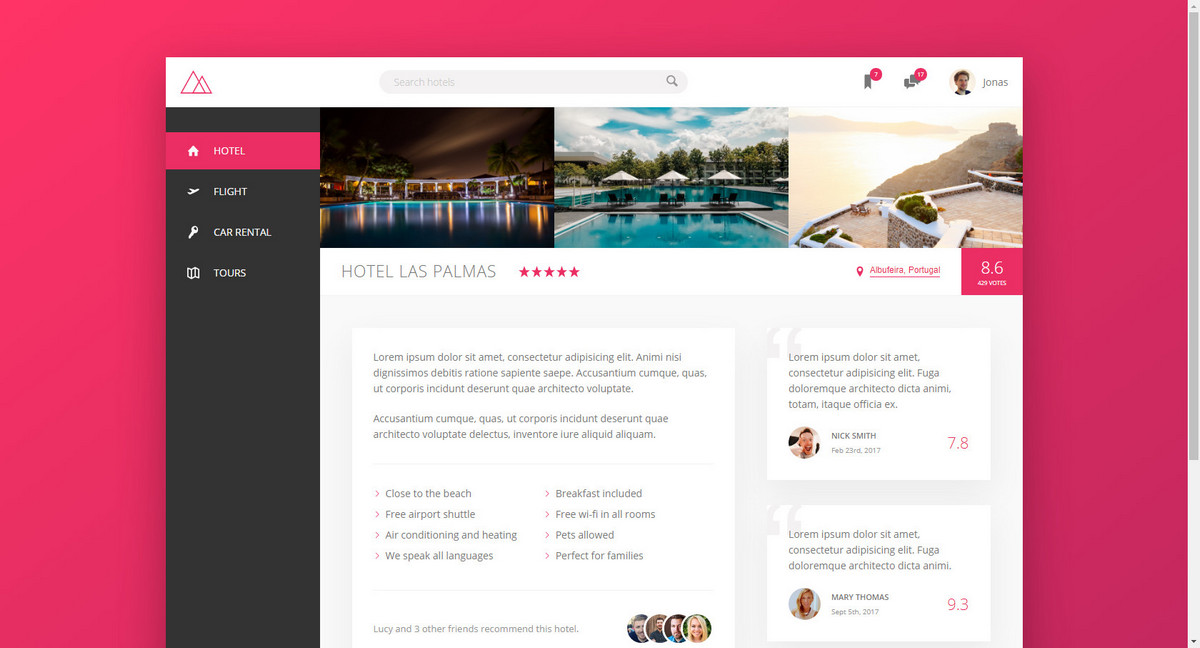 Search hotels
7
17
Jonas
HOTEL
FLIGHT
CAR RENTAL
TOURS
HOTEL LAS PALMAS
Albufeira, Portugal
8.6
429 VOTES
Lorem ipsum dolor sit amet, consectetur adipisicing elit. Animi nisi
dignissimos debitis ratione sapiente saepe. Accusantium cumque, quas,
ut corporis incidunt deserunt quae architecto voluptate.
Accusantium cumque, quas, ut corporis incidunt deserunt quae
architecto voluptate delectus, inventore iure aliquid aliquam.
Close to the beach
Free airport shuttle
Air conditioning and heating
We speak all languages
Breakfast included
Free wi-fi in all rooms
Pets allowed
Perfect for families
Lucy and 3 other friends recommend this hotel.
“
Lorem ipsum dolor sit amet,
consectetur adipisicing elit. Fuga
doloremque architecto dicta animi,
totam, itaque officia ex.
NICK SMITH
Feb 23rd, 2017
7.8
“
Lorem ipsum dolor sit amet,
consectetur adipisicing elit. Fuga
doloremque architecto dicta animi.
MARY THOMAS
Sept 5th, 2017
9.3